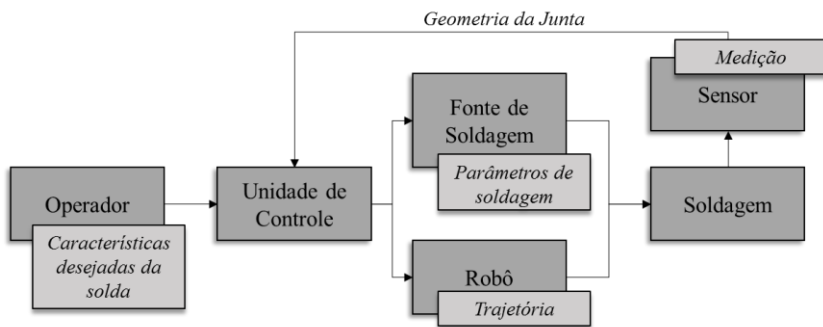 Geometria da Junta
Medição
Sensor
Fonte de
Soldagem
Parâmetros de
soldagem
Operador
Características
desejadas da
solda
Unidade de
Controle
Soldagem
Robô
Trajetória